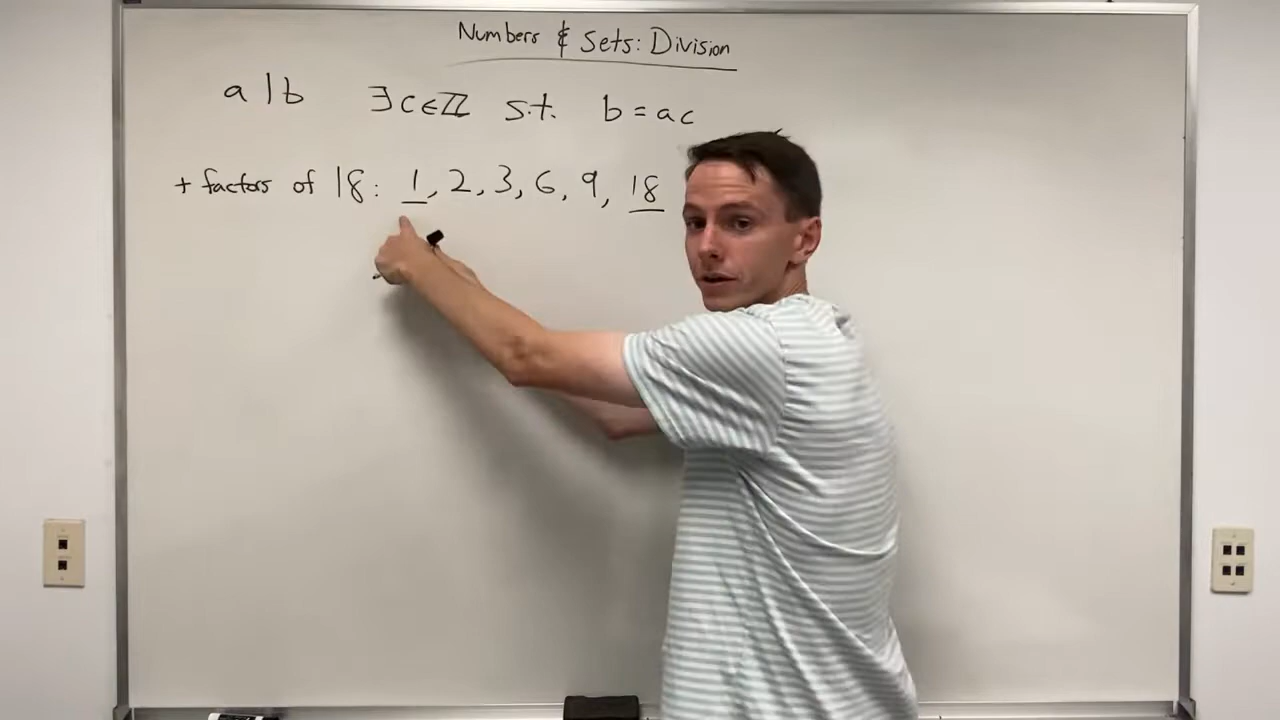 Numbers & Sets: Division
a | b ∃c∈ℤ s.t. b = ac
+ factors of 18: 1, 2, 3, 6, 9, 18